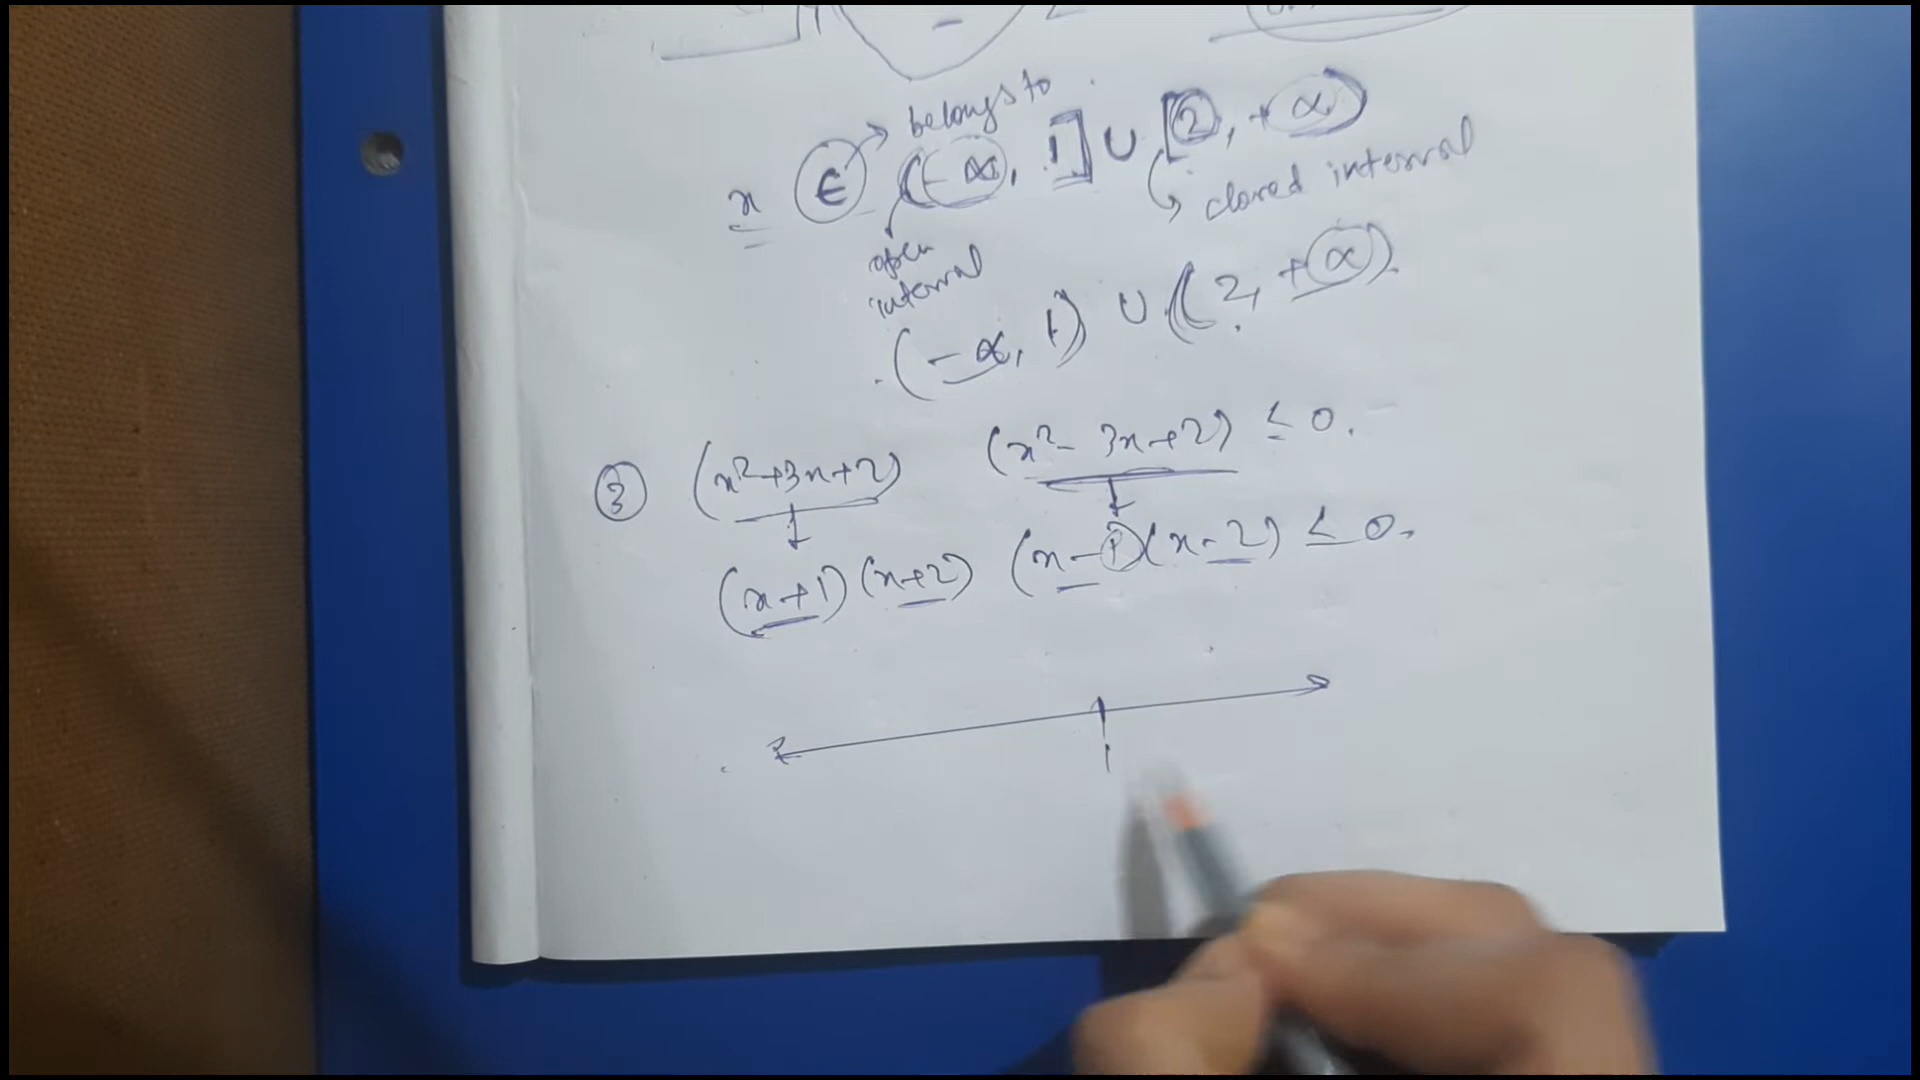 belongs to
x ∈ (-∝, 1] ∪ [2, +∝)
closed interval
open
interval
(-∝, 1) ∪ (2, +∝).
③ (x²+3x+2) (x²-3x+2) ≤ 0.
(x+1)(x+2) (x-1)(x-2) ≤ 0.
1